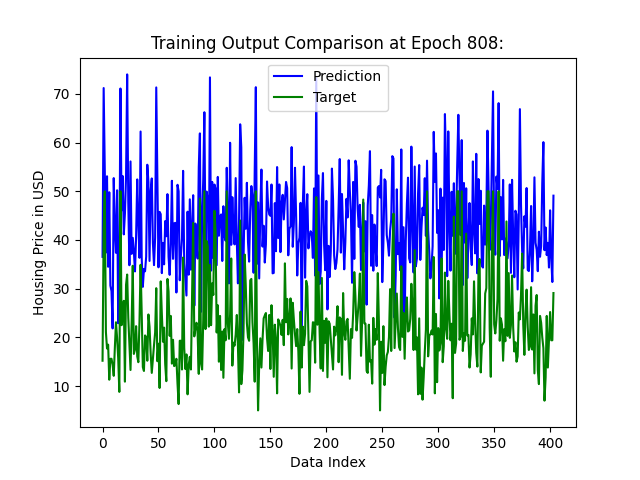 Training Output Comparison at Epoch 808:
Prediction
Target
70
60
50
40
30
20
10
Housing Price in USD
0 50 100 150 200 250 300 350 400
Data Index